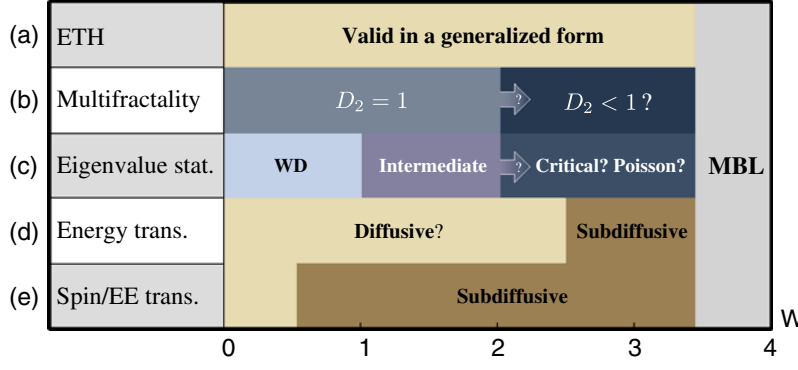 (a) ETH Valid in a generalized form
(b) Multifractality D₂ = 1 ? D₂ < 1 ?
(c) Eigenvalue stat. WD Intermediate ? Critical? Poisson? MBL
(d) Energy trans. Diffusive? Subdiffusive
(e) Spin/EE trans. Subdiffusive
W
0 1 2 3 4